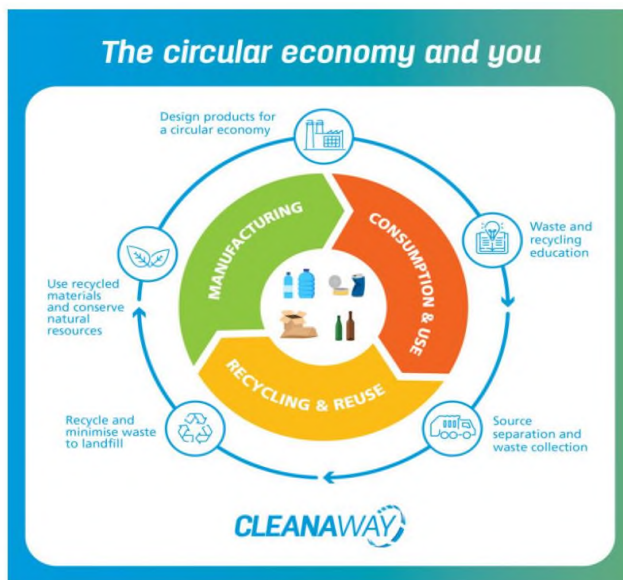 The circular economy and you
Design products for
a circular economy
MANUFACTURING
CONSUMPTION & USE
Waste and
recycling
education
Use recycled
materials
and conserve
natural
resources
RECYCLING & REUSE
Recycle and
minimise waste
to landfill
Source
separation and
waste collection
CLEANAWAY